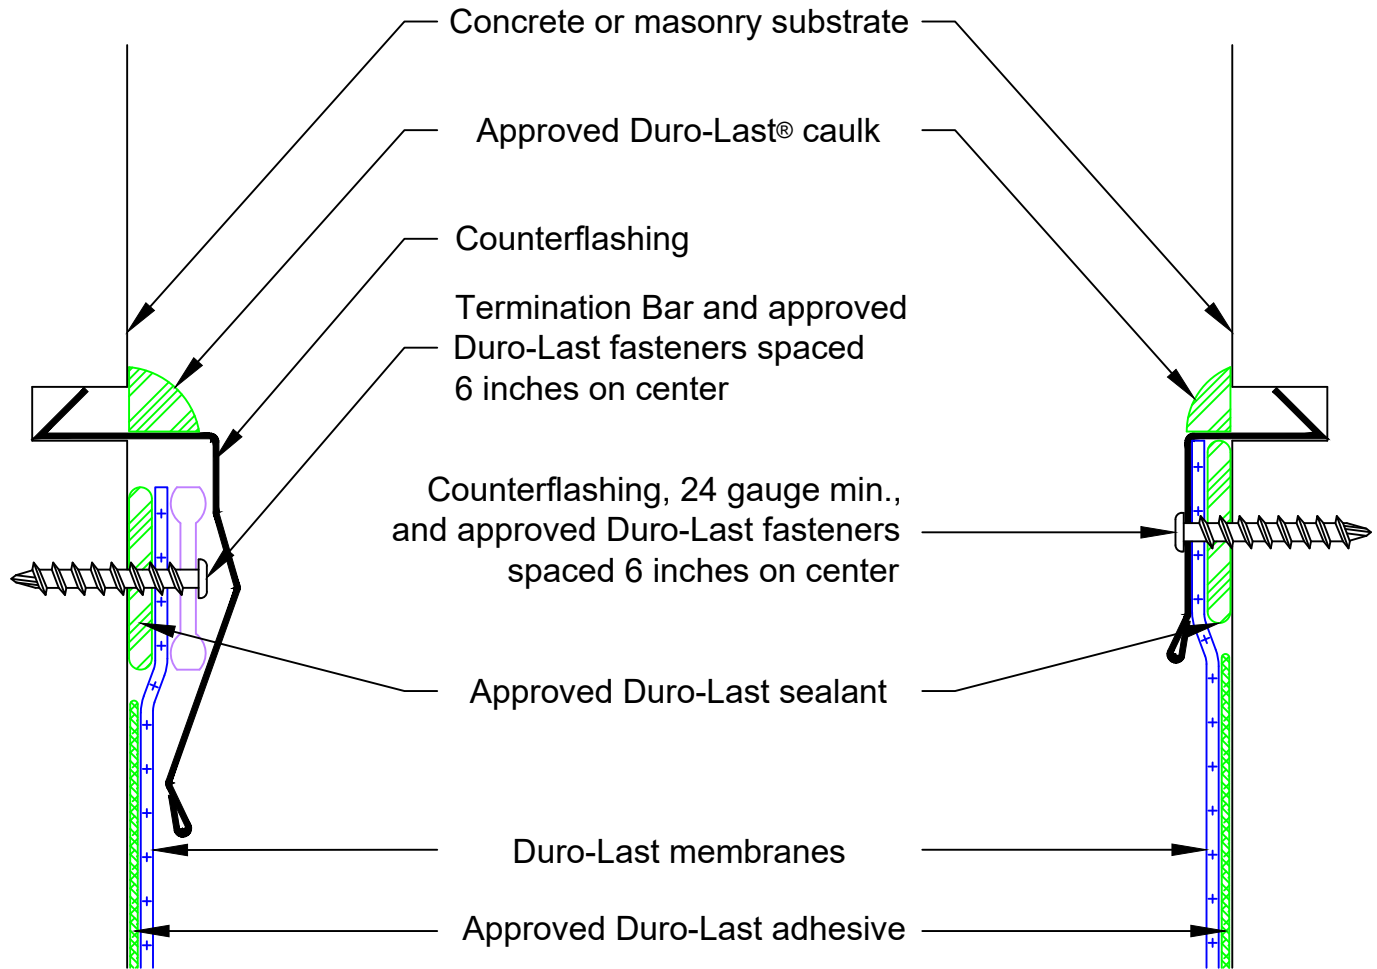 Concrete or masonry substrate
Approved Duro-Last® caulk
Counterflashing
Termination Bar and approved
Duro-Last fasteners spaced
6 inches on center
Counterflashing, 24 gauge min.,
and approved Duro-Last fasteners
spaced 6 inches on center
Approved Duro-Last sealant
Duro-Last membranes
Approved Duro-Last adhesive